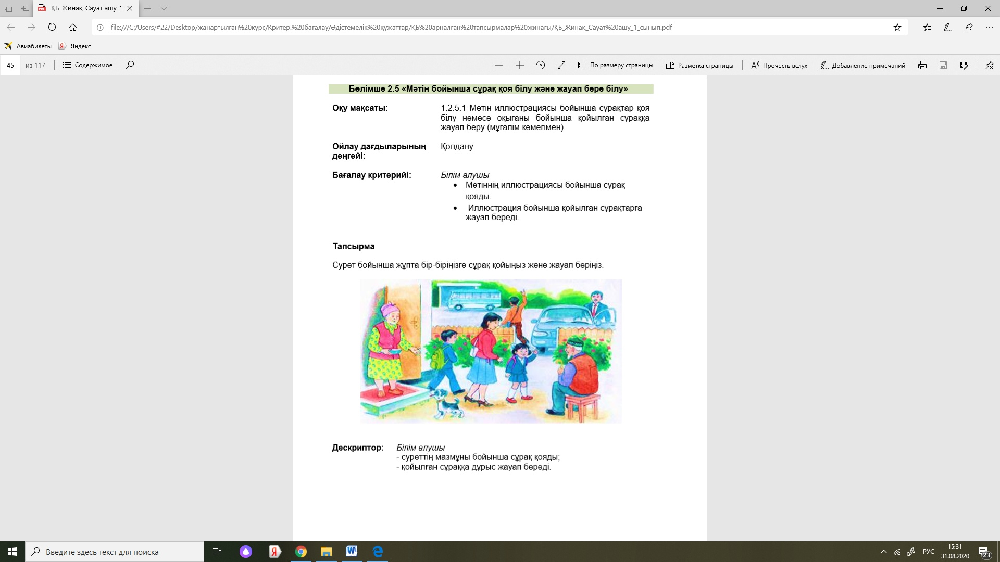 ҚБ_Жинақ_Сауат ашу_1
file:///C:/Users/#22/Desktop/жанартылган%20курс/Критер.%20бағалау/Әдістемелік%20құжаттар/ҚБ%20арналған%20тапсырмалар%20жинағы/ҚБ_Жинақ_Сауат%20ашу_1_сынып.pdf
Авиабилеты Яндекс
45 из 117 Содержимое По размеру страницы Разметка страницы Прочесть вслух Добавление примечаний
Бөлімше 2.5 «Мәтін бойынша сұрақ қоя білу және жауап бере білу»
Оқу мақсаты: 1.2.5.1 Мәтін иллюстрациясы бойынша сұрақтар қоя
білу немесе оқығаны бойынша қойылған сұраққа
жауап беру (мұғалім көмегімен).
Ойлау дағдыларының Қолдану
деңгейі:
Бағалау критерийі: Білім алушы
• Мәтіннің иллюстрациясы бойынша сұрақ
қояды.
• Иллюстрация бойынша қойылған сұрақтарға
жауап береді.
Тапсырма
Сурет бойынша жұпта бір-біріңізге сұрақ қойыңыз және жауап беріңіз.
Дескриптор: Білім алушы
- суреттің мазмұны бойынша сұрақ қояды;
- қойылған сұраққа дұрыс жауап береді.
Введите здесь текст для поиска
РУС
15:31
31.08.2020
23